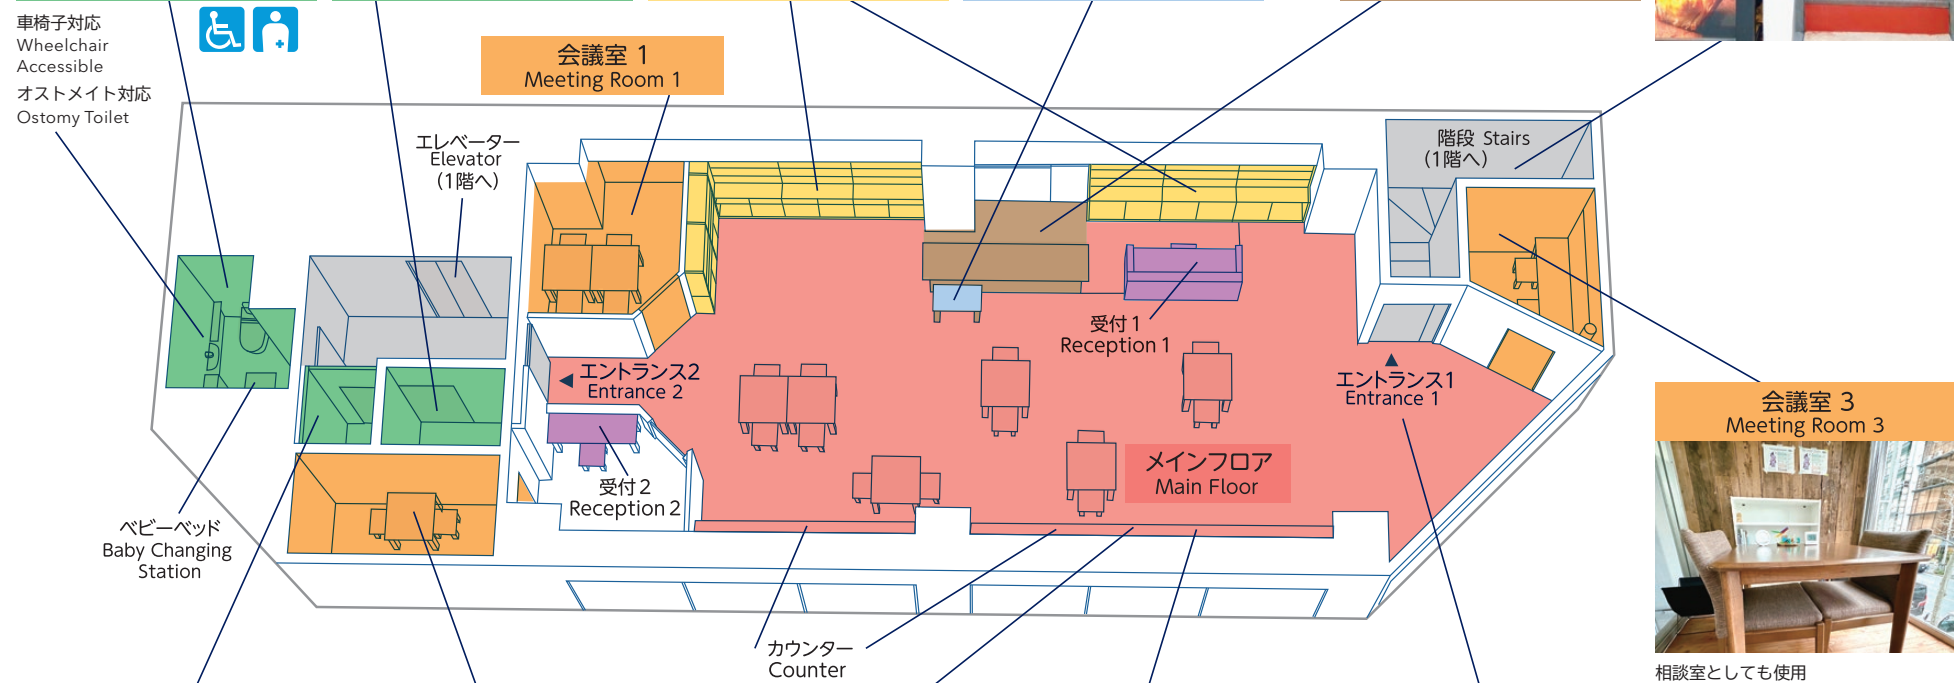 車椅子対応
Wheelchair
Accessible
オストメイト対応
Ostomy Toilet
会議室 1
Meeting Room 1
エレベーター
Elevator
(1階へ)
階段 Stairs
(1階へ)
受付1
Reception 1
エントランス2
Entrance 2
エントランス1
Entrance 1
受付2
Reception 2
メインフロア
Main Floor
会議室 3
Meeting Room 3
ベビーベッド
Baby Changing
Station
カウンター
Counter
相談室としても使用